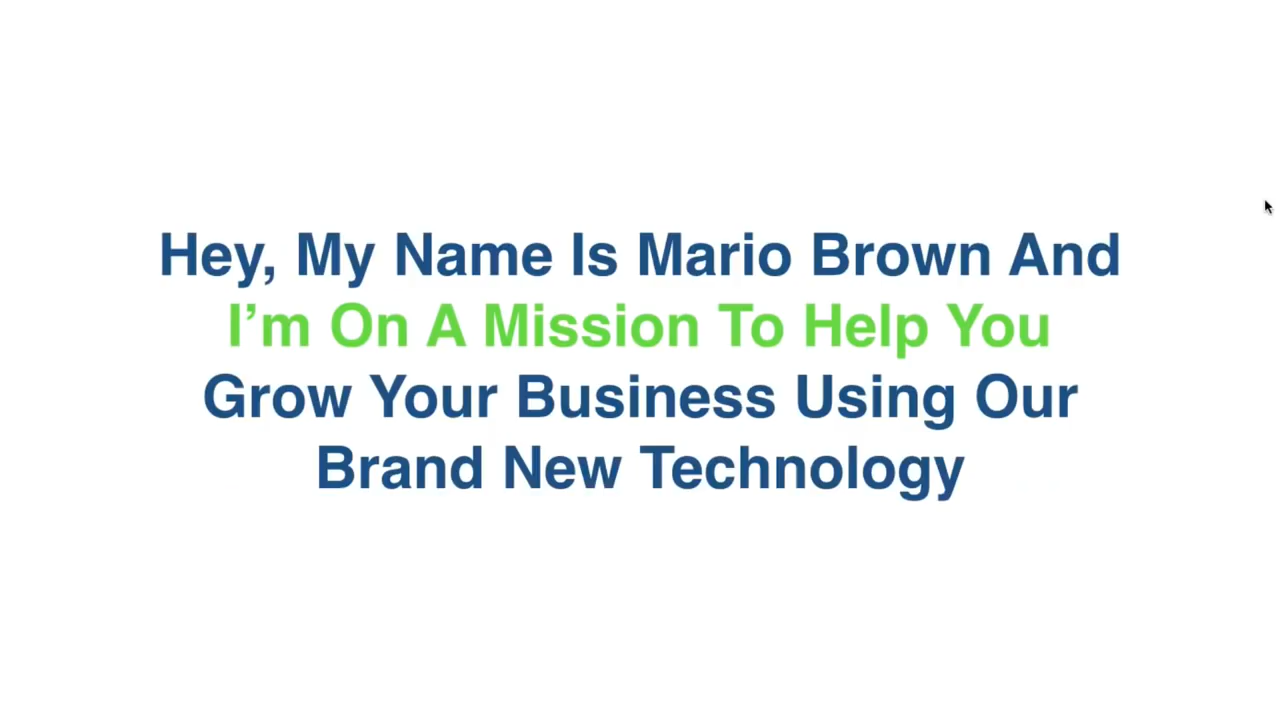 Hey, My Name Is Mario Brown And
I’m On A Mission To Help You
Grow Your Business Using Our
Brand New Technology